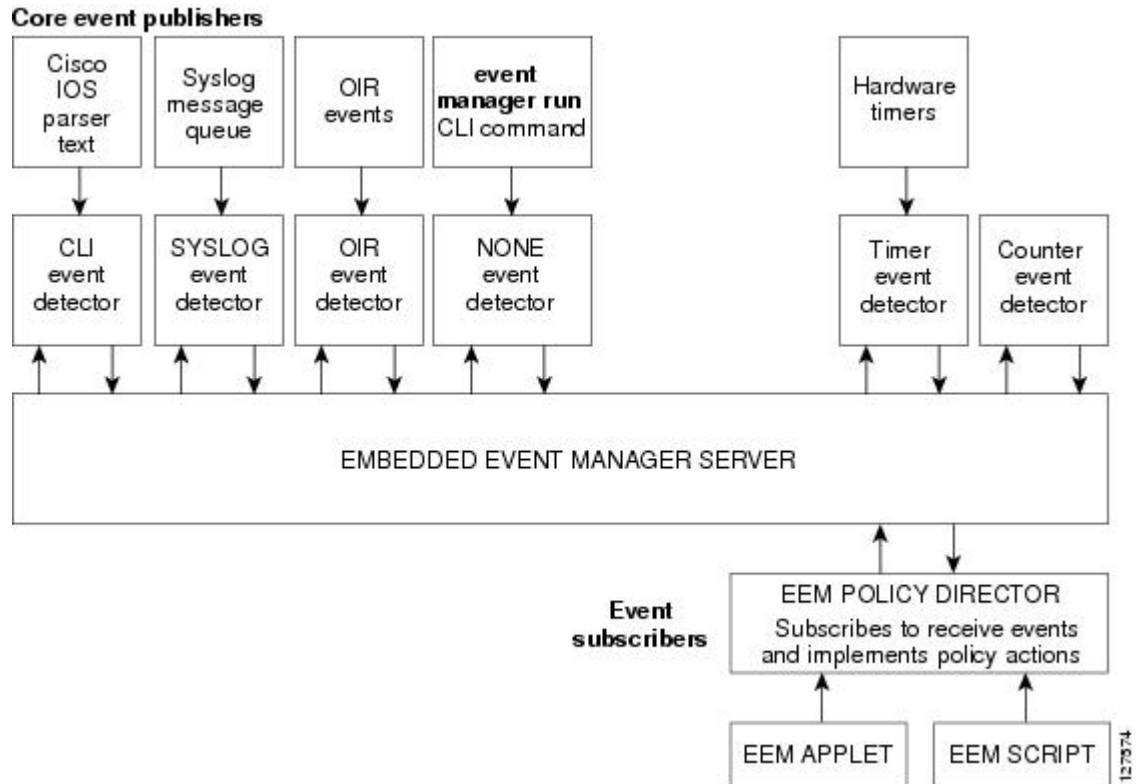 Core event publishers
Cisco
IOS
parser
text
Syslog
message
queue
OIR
events
event
manager run
CLI command
Hardware
timers
CLI
event
detector
SYSLOG
event
detector
OIR
event
detector
NONE
event
detector
Timer
event
detector
Counter
event
detector
EMBEDDED EVENT MANAGER SERVER
Event
subscribers
EEM POLICY DIRECTOR
Subscribes to receive events
and implements policy actions
EEM APPLET
EEM SCRIPT
127574